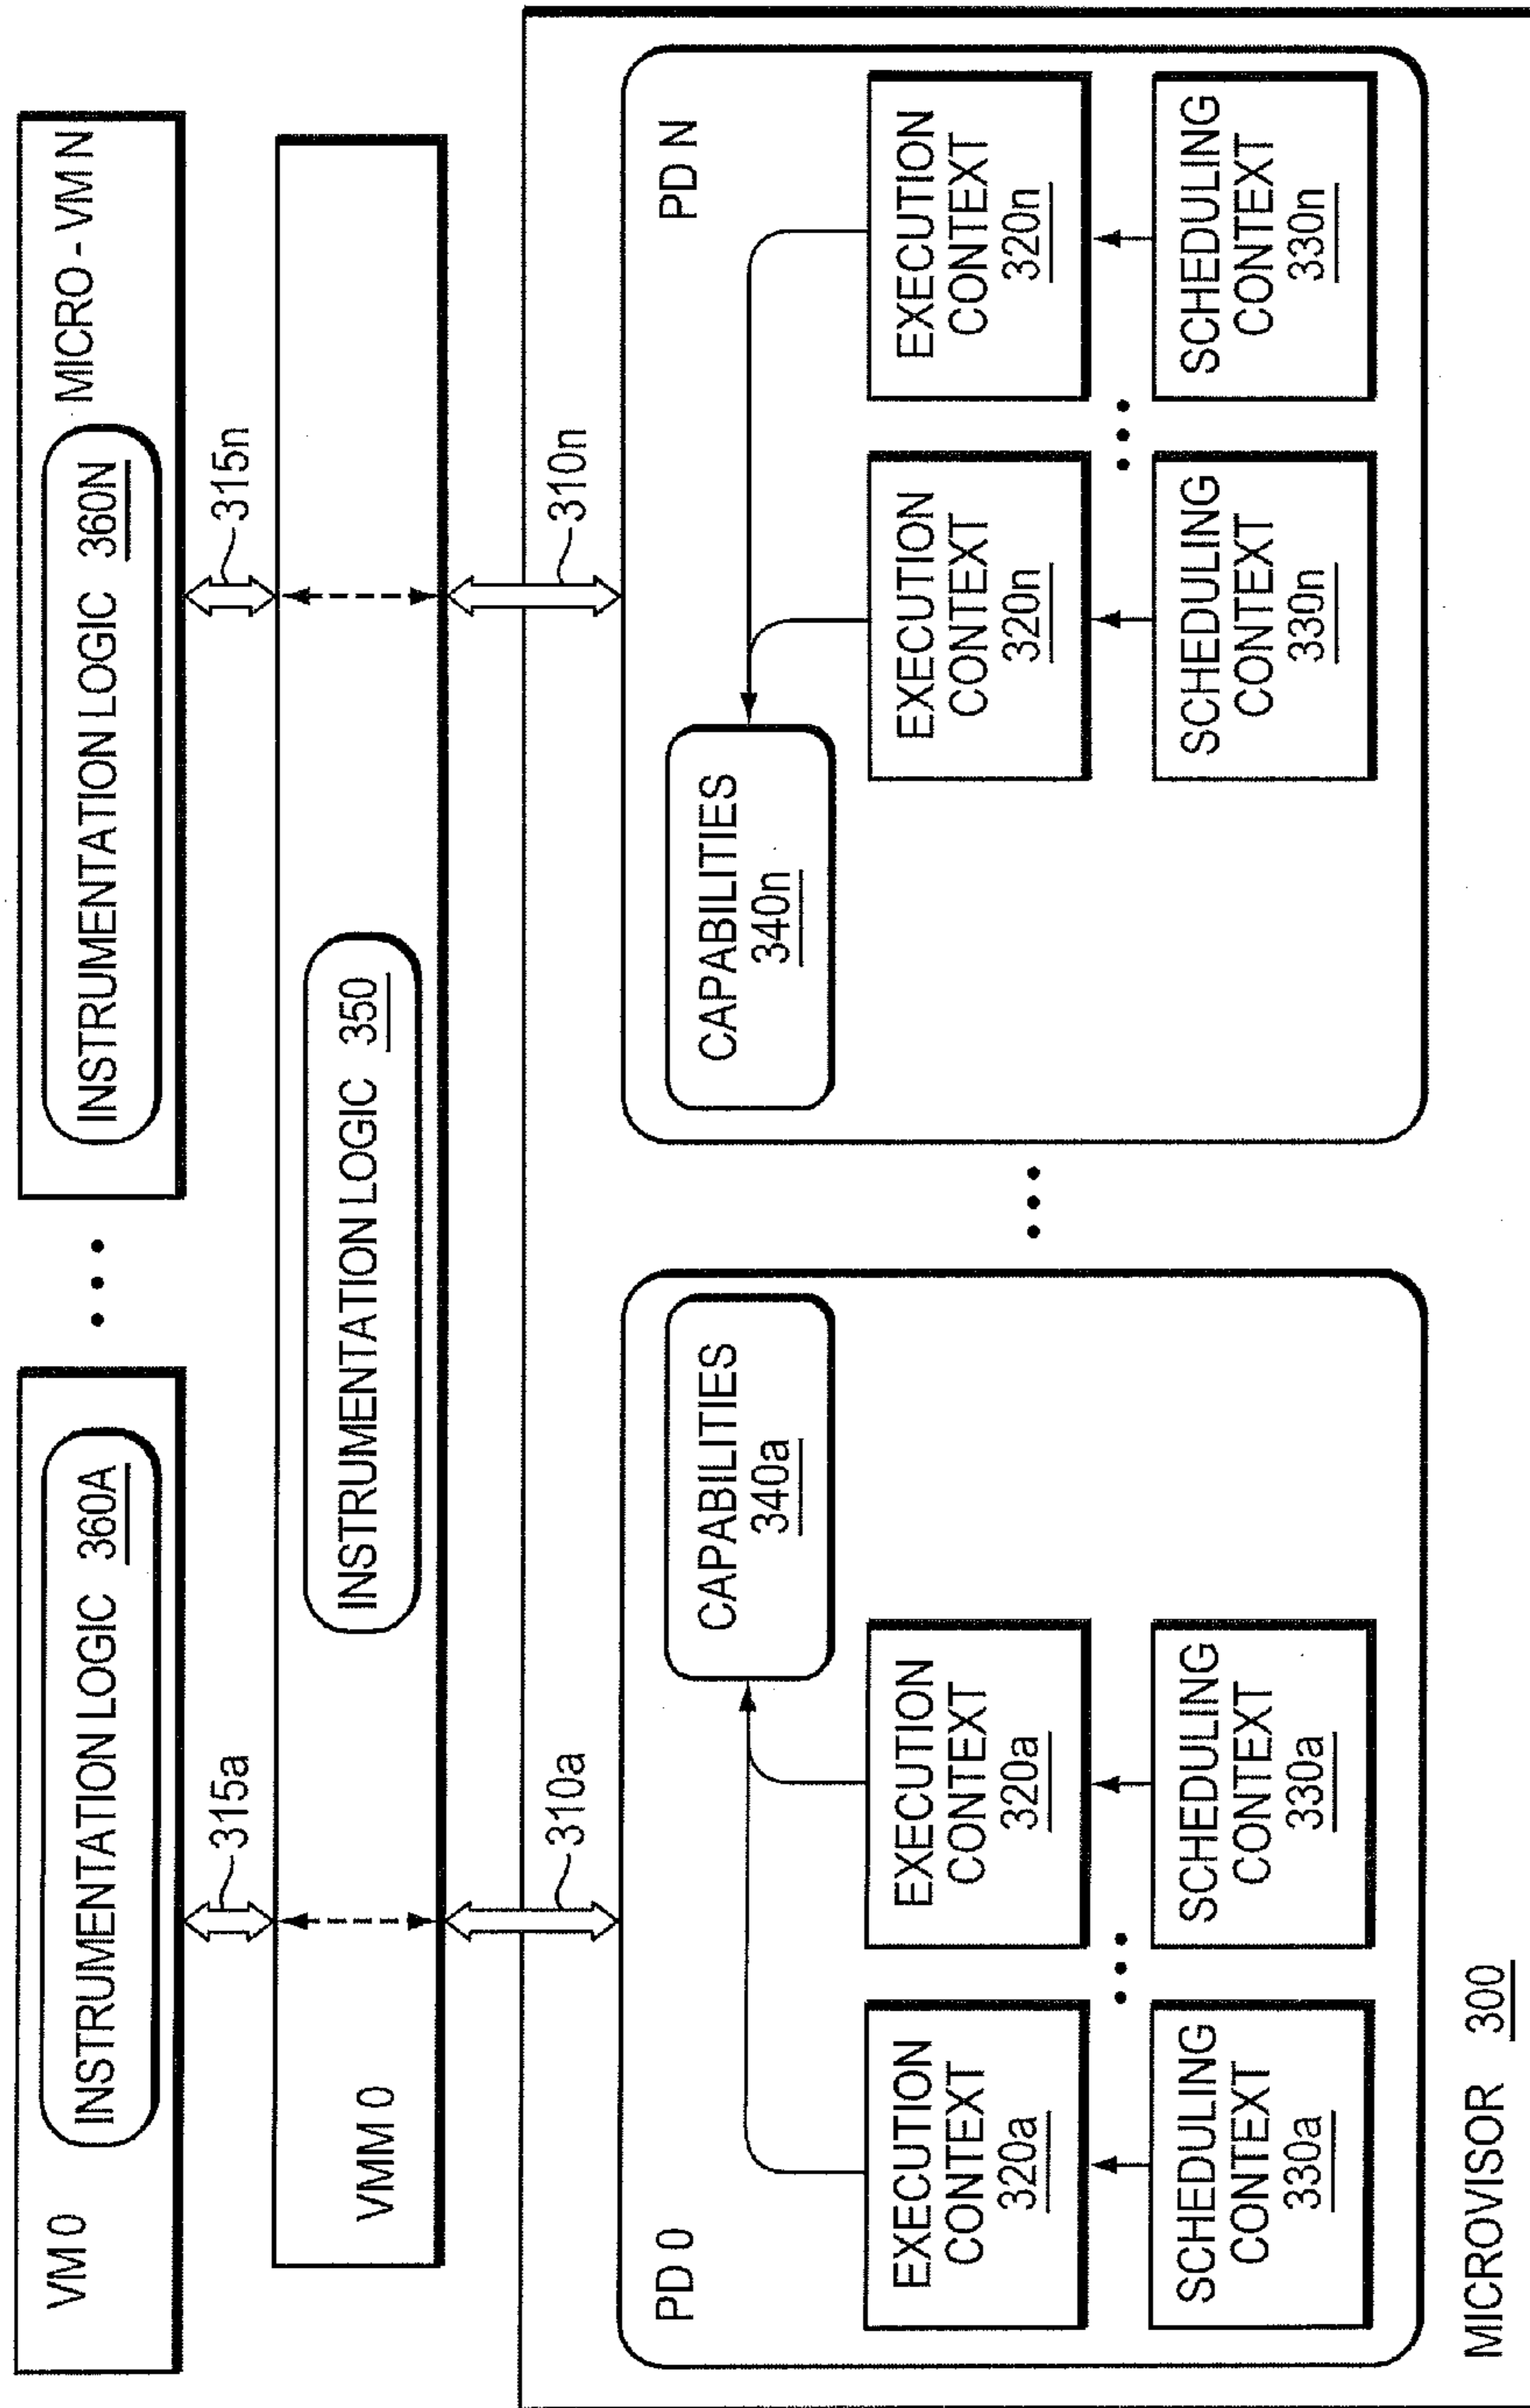 VM 0
INSTRUMENTATION LOGIC 360A
MICRO - VM N
INSTRUMENTATION LOGIC 360N
315a
315n
VMM 0
INSTRUMENTATION LOGIC 350
310a
310n
PD 0
CAPABILITIES
340a
EXECUTION
CONTEXT
320a
EXECUTION
CONTEXT
320a
SCHEDULING
CONTEXT
330a
SCHEDULING
CONTEXT
330a
PD N
CAPABILITIES
340n
EXECUTION
CONTEXT
320n
EXECUTION
CONTEXT
320n
SCHEDULING
CONTEXT
330n
SCHEDULING
CONTEXT
330n
MICROVISOR 300